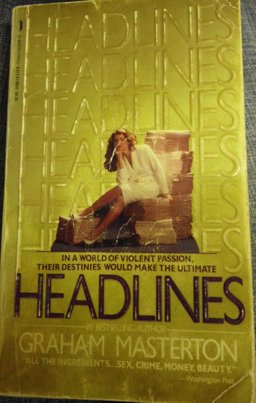 HEADLINES
HEADLINES
HEADLINES
HEADLINES
HEADLINES
HEADLINES
IN A WORLD OF VIOLENT PASSION,
THEIR DESTINIES WOULD MAKE THE ULTIMATE
HEADLINES
BY BESTSELLING AUTHOR
GRAHAM MASTERTON
"ALL THE INGREDIENTS...SEX, CRIME, MONEY, BEAUTY."
—Washington Post